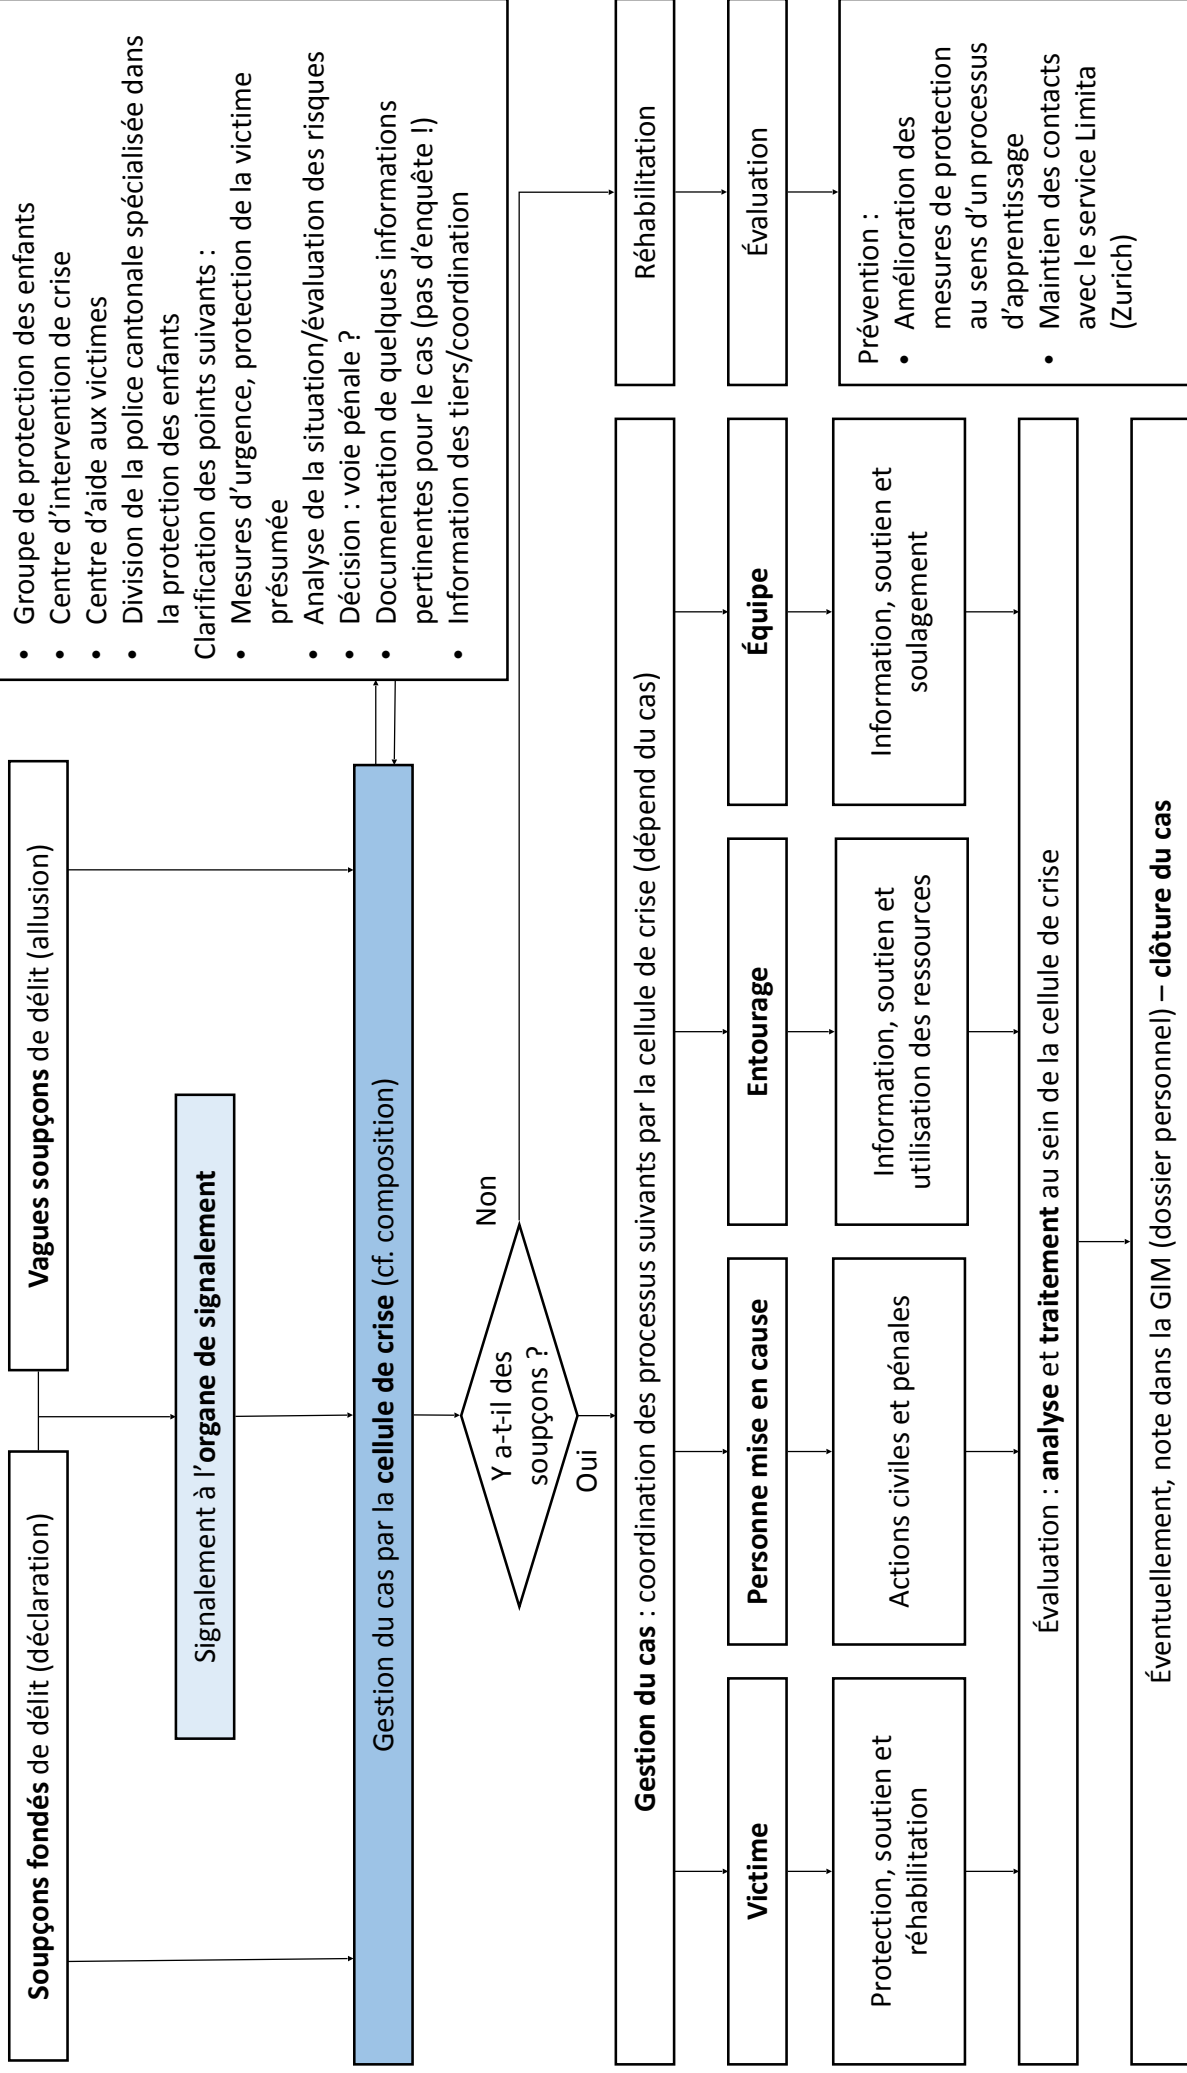 Soupçons fondés de délit (déclaration)
Vagues soupçons de délit (allusion)
Signalement à l’organe de signalement
Gestion du cas par la cellule de crise (cf. composition)
• Groupe de protection des enfants
• Centre d’intervention de crise
• Centre d’aide aux victimes
• Division de la police cantonale spécialisée dans
la protection des enfants
Clarification des points suivants :
• Mesures d’urgence, protection de la victime
présumée
• Analyse de la situation/évaluation des risques
• Décision : voie pénale ?
• Documentation de quelques informations
pertinentes pour le cas (pas d’enquête !)
• Information des tiers/coordination
Y a-t-il des
soupçons ?
Non
Oui
Gestion du cas : coordination des processus suivants par la cellule de crise (dépend du cas)
Victime
Personne mise en cause
Entourage
Équipe
Protection, soutien et
réhabilitation
Actions civiles et pénales
Information, soutien et
utilisation des ressources
Information, soutien et
soulagement
Évaluation : analyse et traitement au sein de la cellule de crise
Éventuellement, note dans la GIM (dossier personnel) – clôture du cas
Réhabilitation
Évaluation
Prévention :
• Amélioration des
mesures de protection
au sens d’un processus
d’apprentissage
• Maintien des contacts
avec le service Limita
(Zurich)